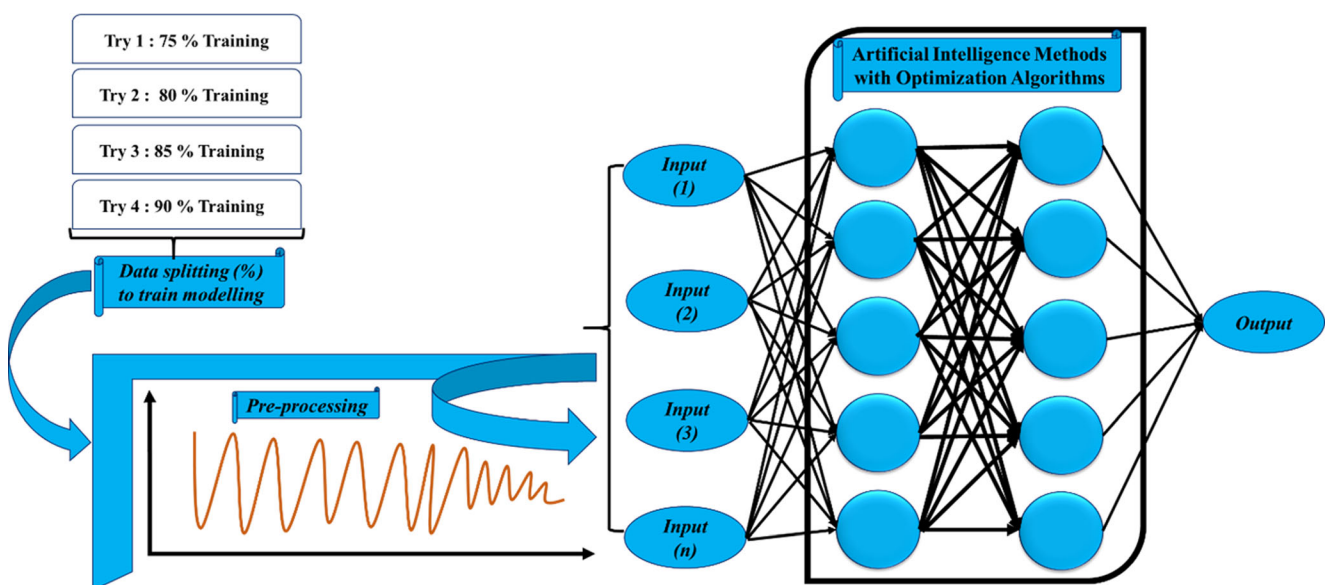 Try 1 : 75 % Training
Try 2 : 80 % Training
Try 3 : 85 % Training
Try 4 : 90 % Training
Data splitting (%)
to train modelling
Pre-processing
Input
(1)
Input
(2)
Input
(3)
Input
(n)
Artificial Intelligence Methods
with Optimization Algorithms
Output